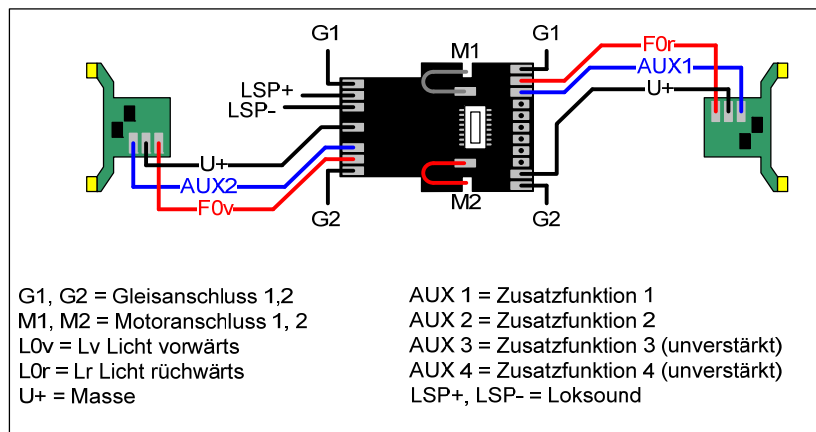 G1
M1
G1
F0r
AUX1
U+
LSP+
LSP-
U+
AUX2
F0v
G2
M2
G2
G1, G2 = Gleisanschluss 1,2
M1, M2 = Motoranschluss 1, 2
L0v = Lv Licht vorwärts
L0r = Lr Licht rüchwärts
U+ = Masse
AUX 1 = Zusatzfunktion 1
AUX 2 = Zusatzfunktion 2
AUX 3 = Zusatzfunktion 3 (unverstärkt)
AUX 4 = Zusatzfunktion 4 (unverstärkt)
LSP+, LSP- = Loksound